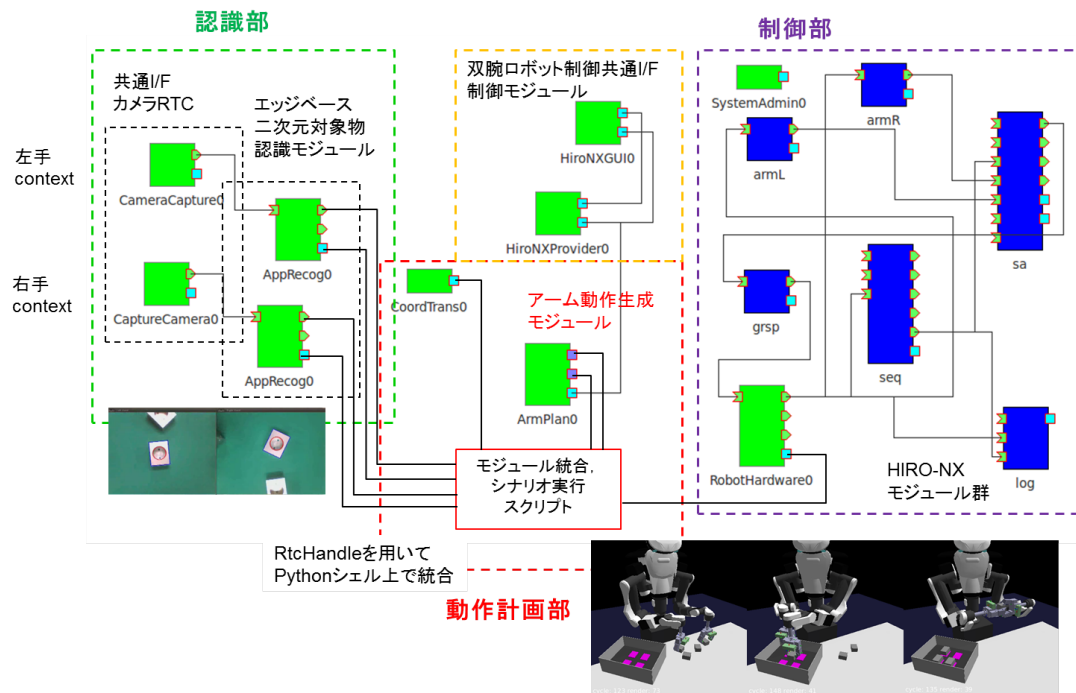 認識部
制御部
共通I/F
カメラRTC
エッジベース
二次元対象物
認識モジュール
双腕ロボット制御共通I/F
制御モジュール
左手
context
右手
context
CameraCapture0
CaptureCamera0
AppRecog0
AppRecog0
HiroNXGUI0
HiroNXProvider0
CoordTrans0
アーム動作生成
モジュール
ArmPlan0
モジュール統合,
シナリオ実行
スクリプト
SystemAdmin0
armR
armL
sa
grsp
seq
RobotHardware0
log
HIRO-NX
モジュール群
RtcHandleを用いて
Pythonシェル上で統合
動作計画部